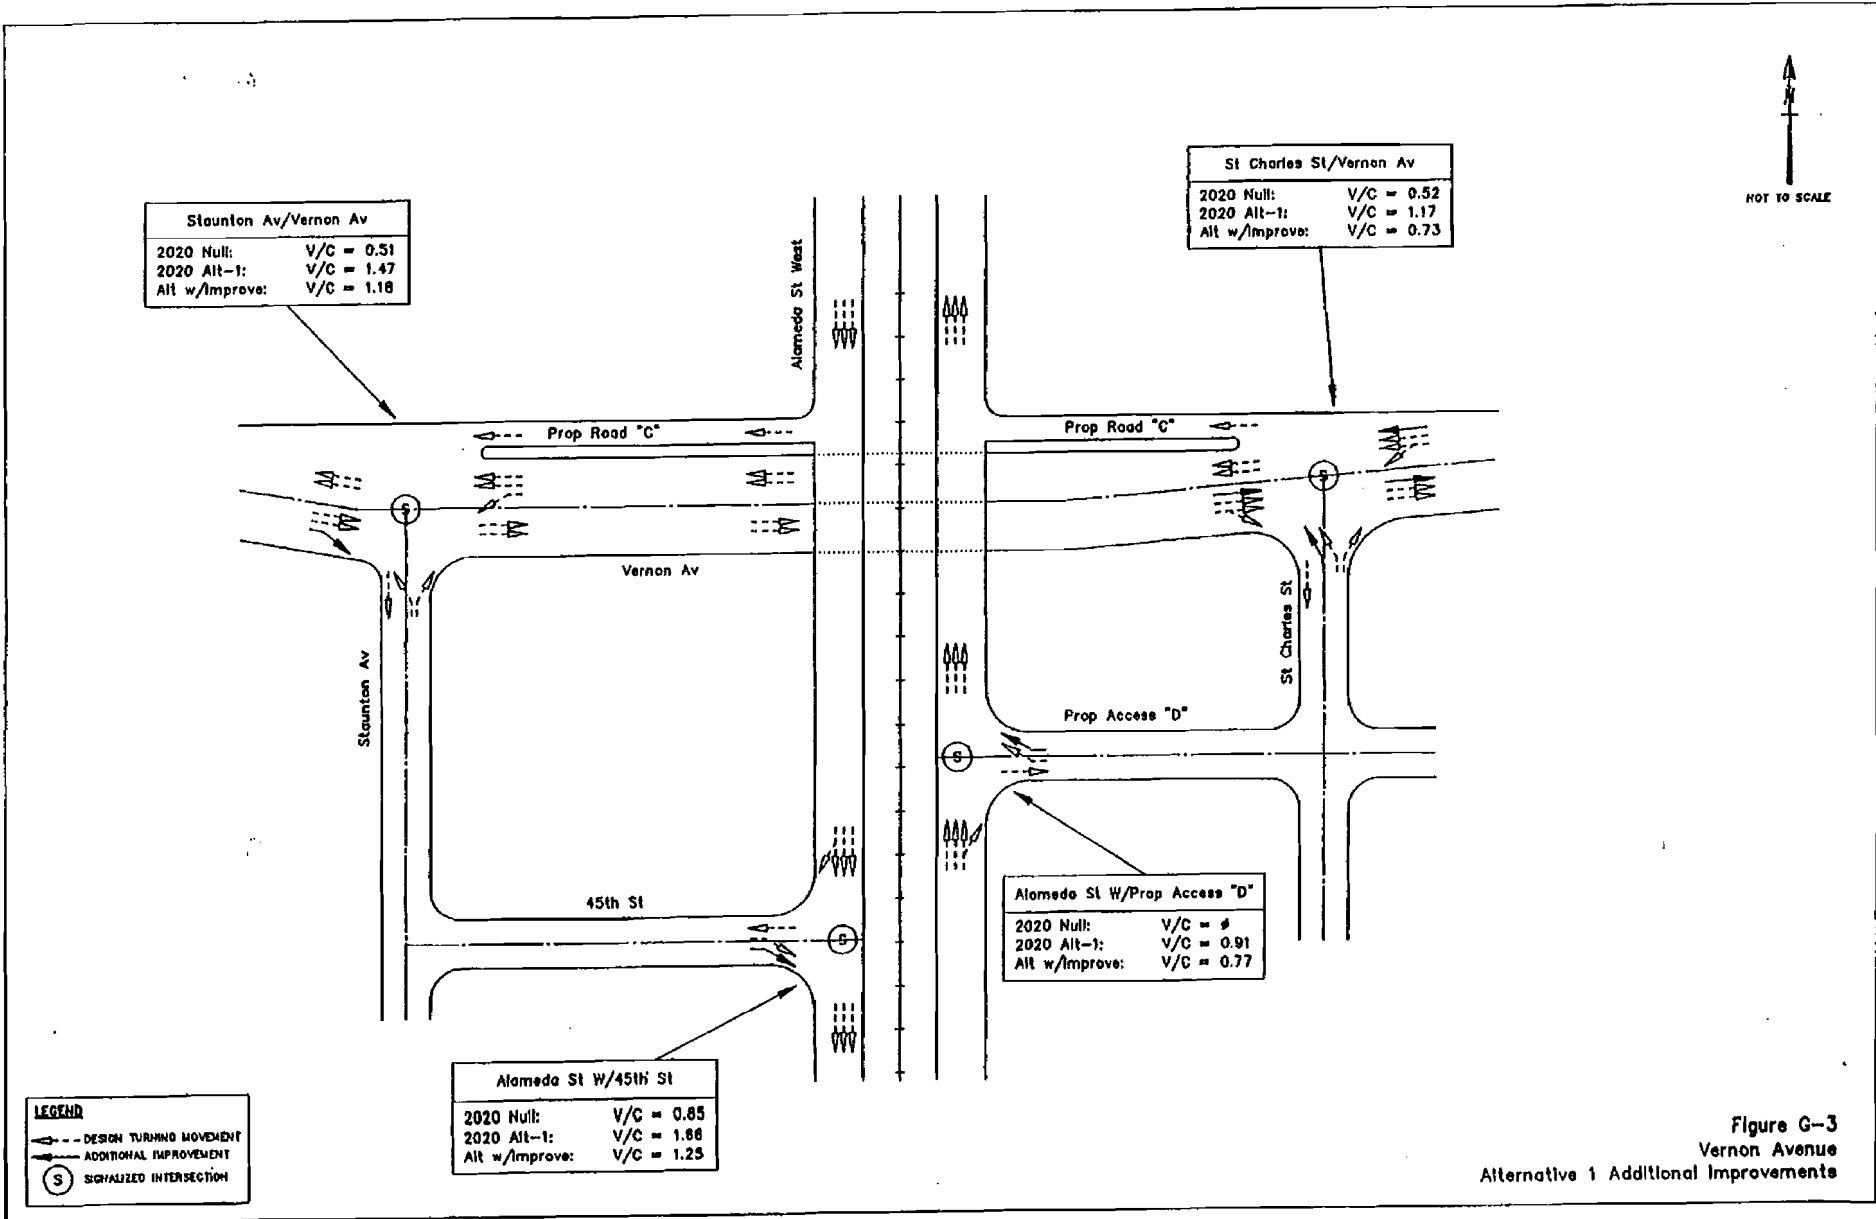 N
NOT TO SCALE
St Charles St/Vernon Av
2020 Null: V/C = 0.52
2020 Alt-1: V/C = 1.17
Alt w/Improve: V/C = 0.73
Staunton Av/Vernon Av
2020 Null: V/C = 0.51
2020 Alt-1: V/C = 1.47
Alt w/Improve: V/C = 1.18
Alameda St West
Prop Road "C"
Prop Road "C"
S
S
Vernon Av
Staunton Av
St Charles St
Prop Access "D"
S
45th St
S
Alameda St W/Prop Access "D"
2020 Null: V/C =
2020 Alt-1: V/C = 0.91
Alt w/Improve: V/C = 0.77
Alameda St W/45th St
2020 Null: V/C = 0.85
2020 Alt-1: V/C =
Alt w/Improve: V/C = 1.25
LEGEND
DESIGN TURNING MOVEMENT
ADDITIONAL IMPROVEMENT
S SIGNALIZED INTERSECTION
Figure G-3
Vernon Avenue
Alternative 1 Additional Improvements